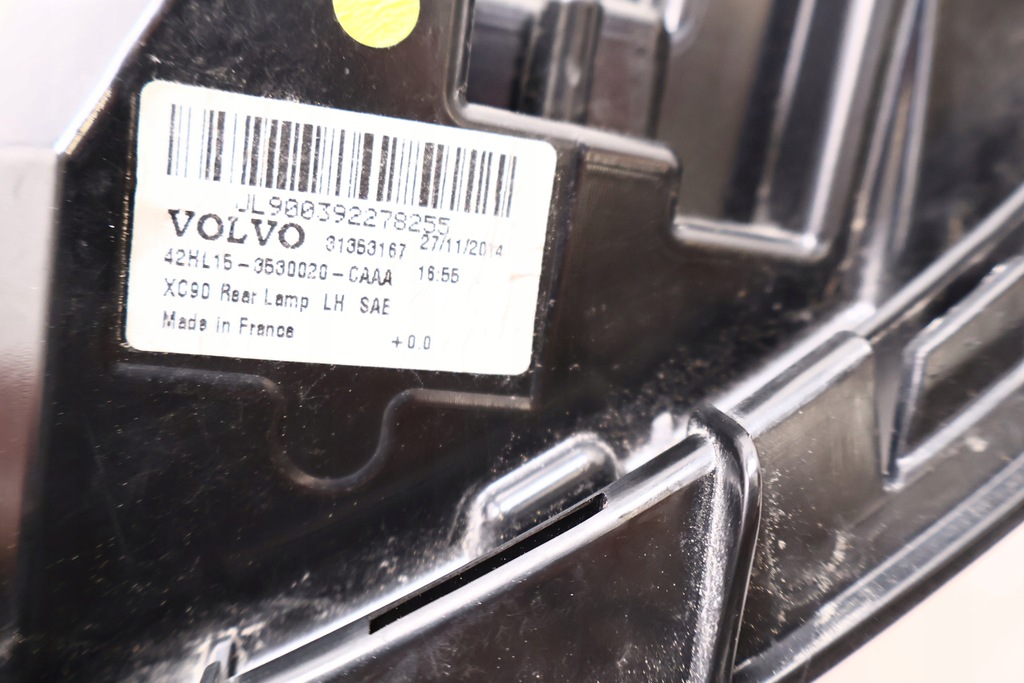 JL900392278255
VOLVO 31353167 27/11/2014
42HL15-3530020-CAAA 16:55
XC90 Rear Lamp LH SAE
Made in France
+0.0